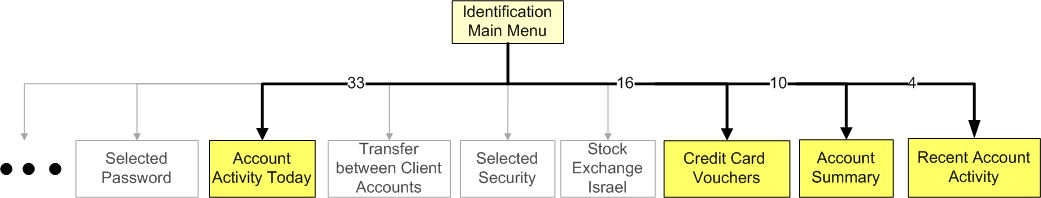 Identification
Main Menu
33
16
10
4
Selected
Password
Account
Activity Today
Transfer
between Client
Accounts
Selected
Security
Stock
Exchange
Israel
Credit Card
Vouchers
Account
Summary
Recent Account
Activity